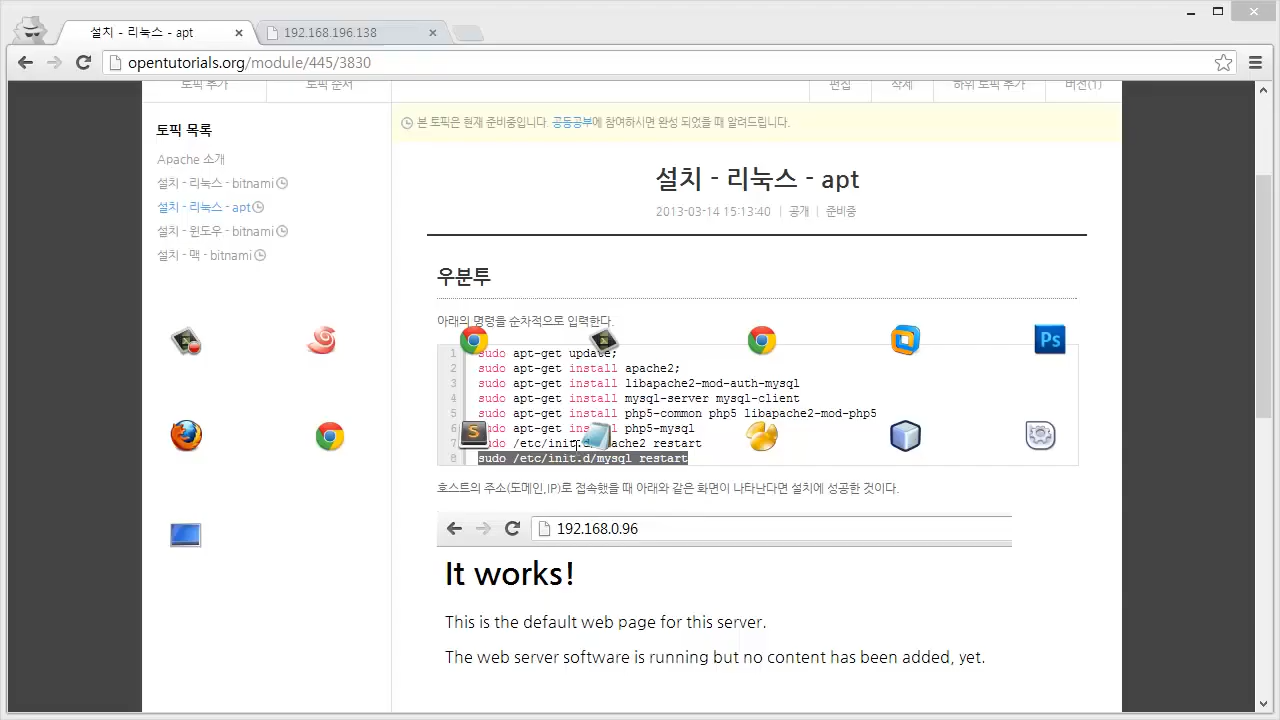 설치 - 리눅스 - apt
192.168.196.138
opentutorials.org/module/445/3830
토픽 추가
토픽 순서
편집
삭제
하위 토픽 추가
버전(1)
토픽 목록
Apache 소개
설치 - 리눅스 - bitnami
설치 - 리눅스 - apt
설치 - 윈도우 - bitnami
설치 - 맥 - bitnami
본 토픽은 현재 준비중입니다. 공동공부에 참여하시면 완성 되었을 때 알려드립니다.
설치 - 리눅스 - apt
2013-03-14 15:13:40 | 공개 | 준비중
우분투
아래의 명령을 순차적으로 입력한다.
1 sudo apt-get update;
2 sudo apt-get install apache2;
3 sudo apt-get install libapache2-mod-auth-mysql
4 sudo apt-get install mysql-server mysql-client
5 sudo apt-get install php5-common php5 libapache2-mod-php5
6 apt-get php5-mysql
7 restart
8 sudo /etc/init.d/mysql restart
호스트의 주소(도메인,IP)로 접속했을 때 아래와 같은 화면이 나타난다면 설치에 성공한 것이다.
192.168.0.96
It works!
This is the default web page for this server.
The web server software is running but no content has been added, yet.
Ps
S